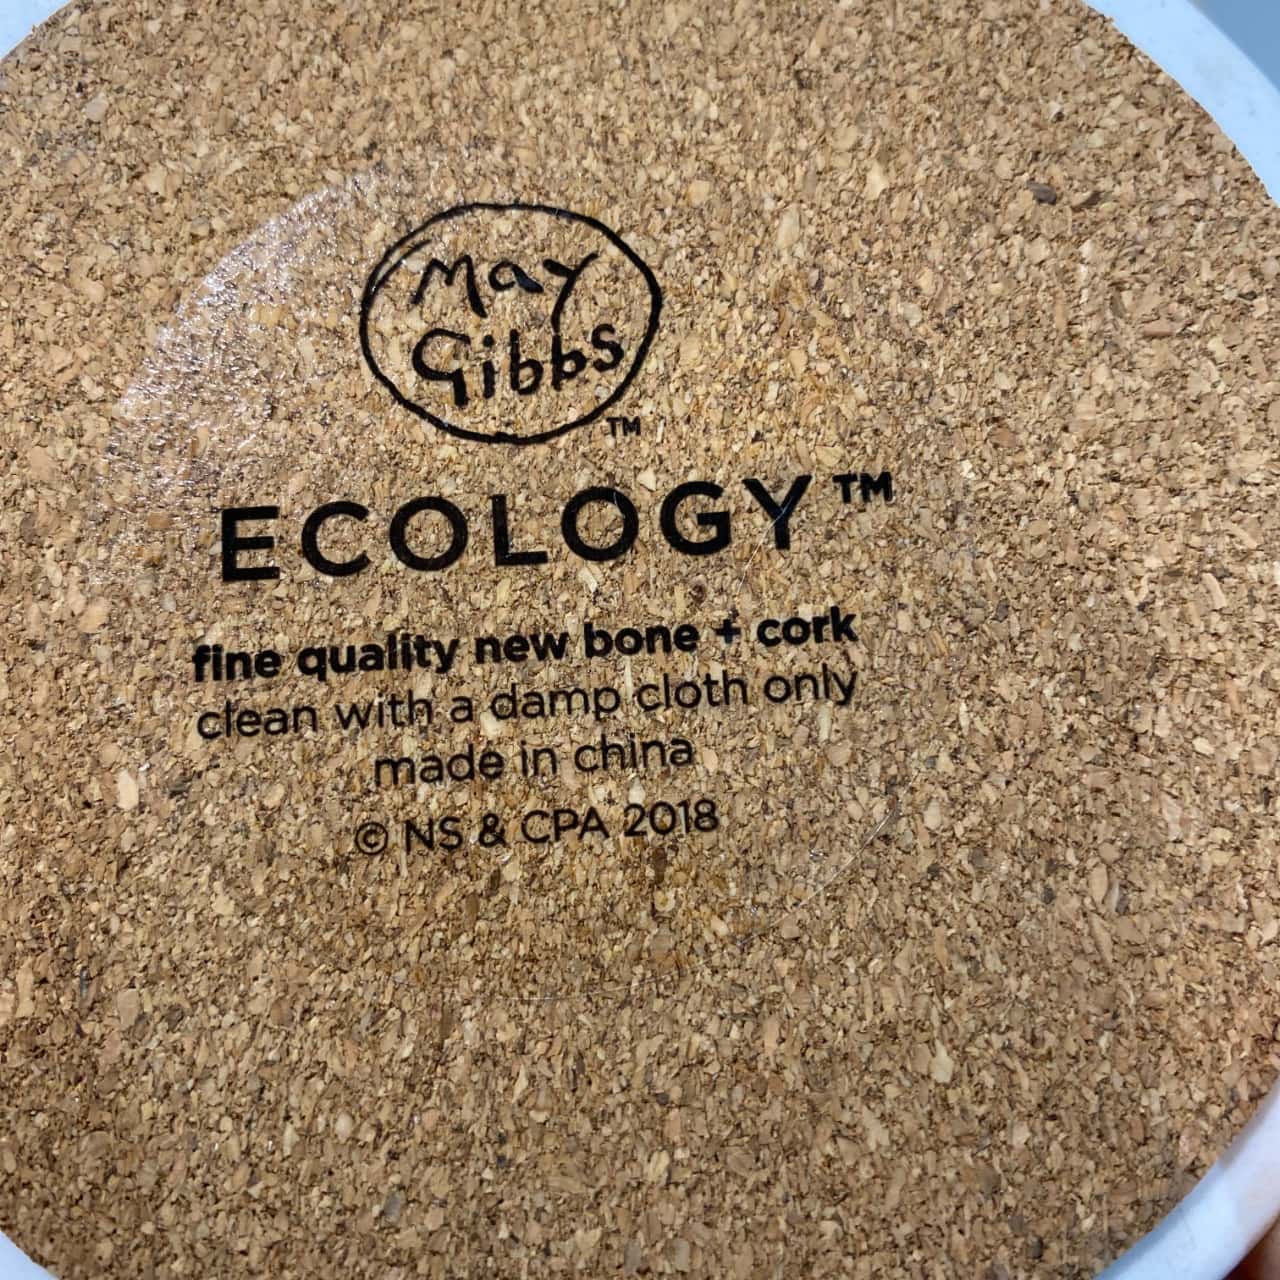 May
Gibbs
™
ECOLOGY™
fine quality new bone + cork
clean with a damp cloth only
made in china
© NS & CPA 2018